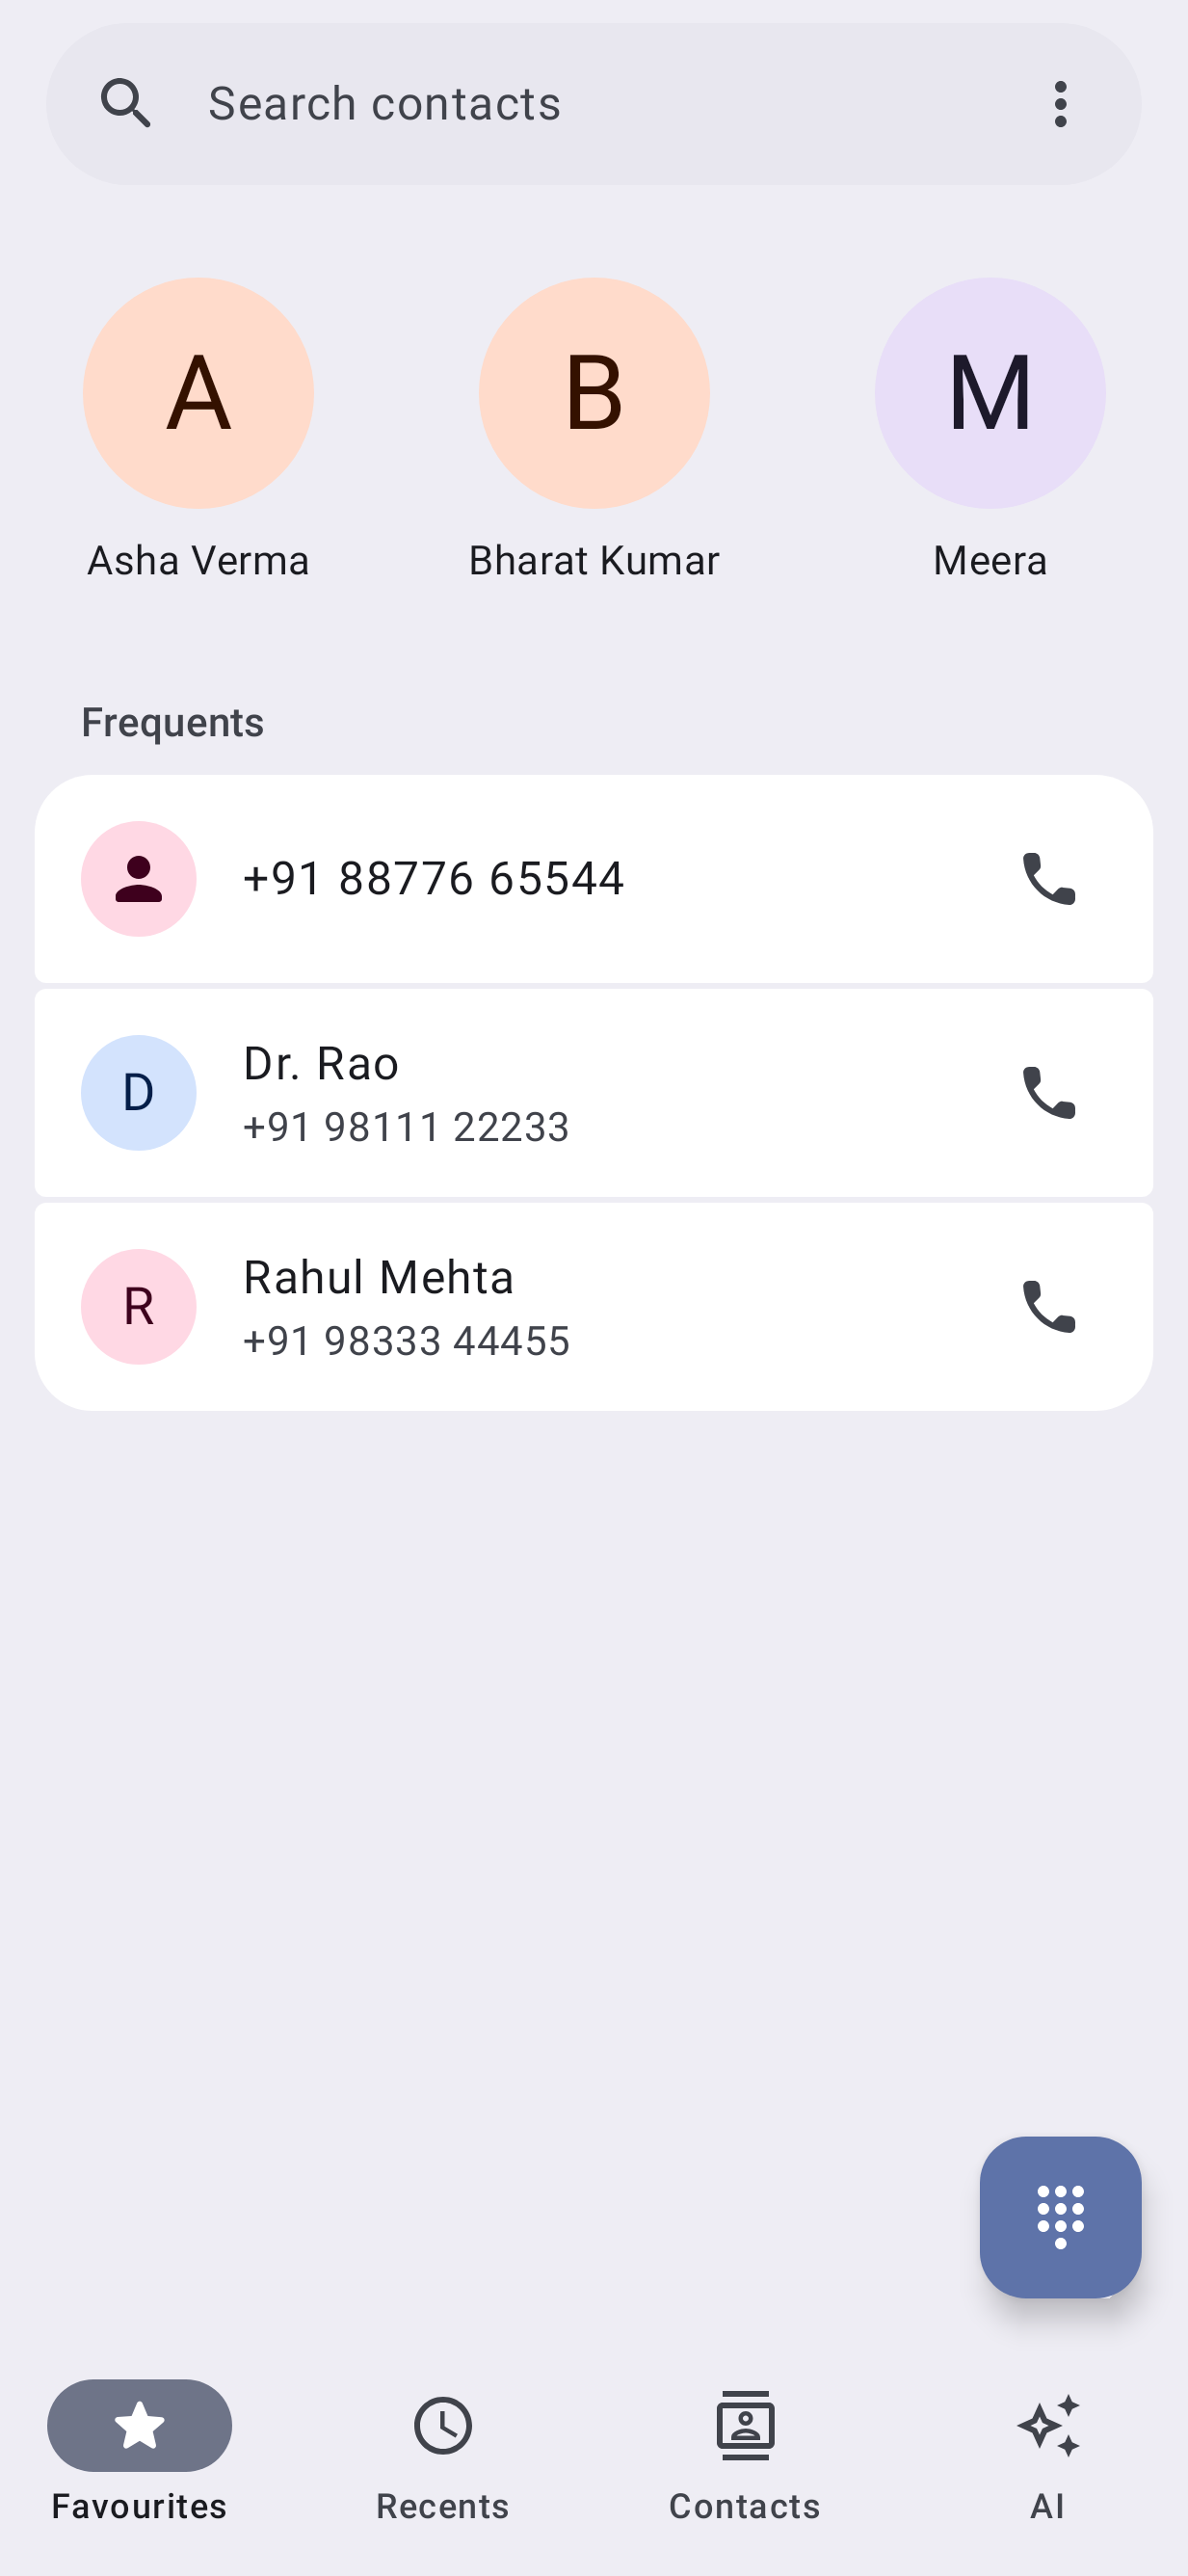 Search contacts
A
B
M
Asha Verma
Bharat Kumar
Meera
Frequents
+91 88776 65544
D
Dr. Rao
+91 98111 22233
R
Rahul Mehta
+91 98333 44455
Favourites
Recents
Contacts
AI